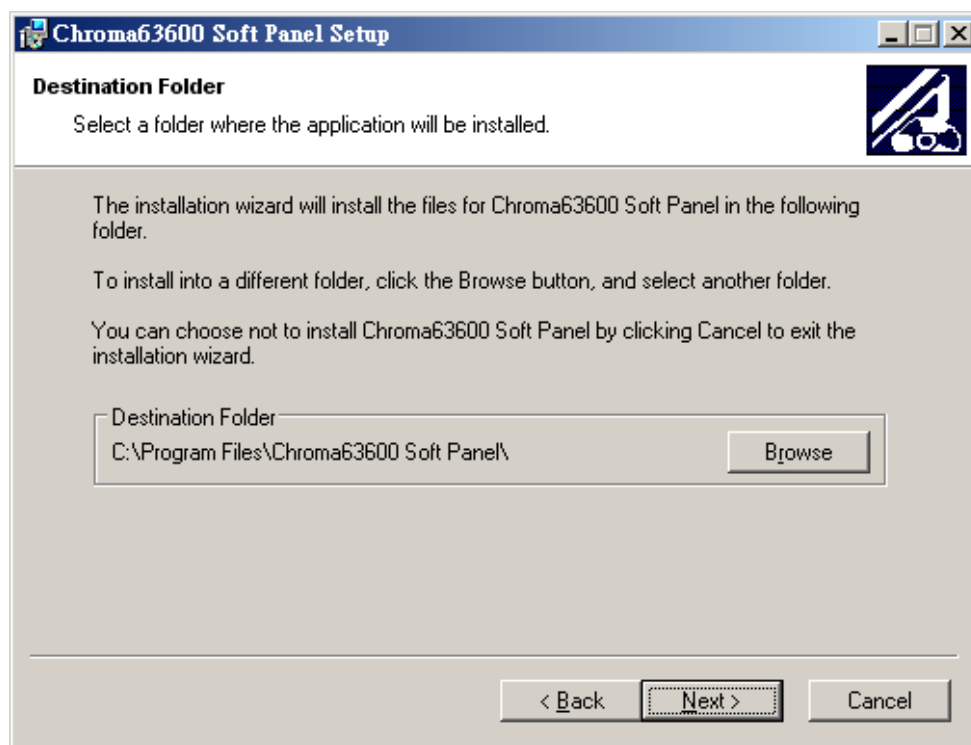 Chroma63600 Soft Panel Setup
Destination Folder
Select a folder where the application will be installed.
The installation wizard will install the files for Chroma63600 Soft Panel in the following
folder.
To install into a different folder, click the Browse button, and select another folder.
You can choose not to install Chroma63600 Soft Panel by clicking Cancel to exit the
installation wizard.
Destination Folder
C:\Program Files\Chroma63600 Soft Panel\
Browse
< Back
Next >
Cancel